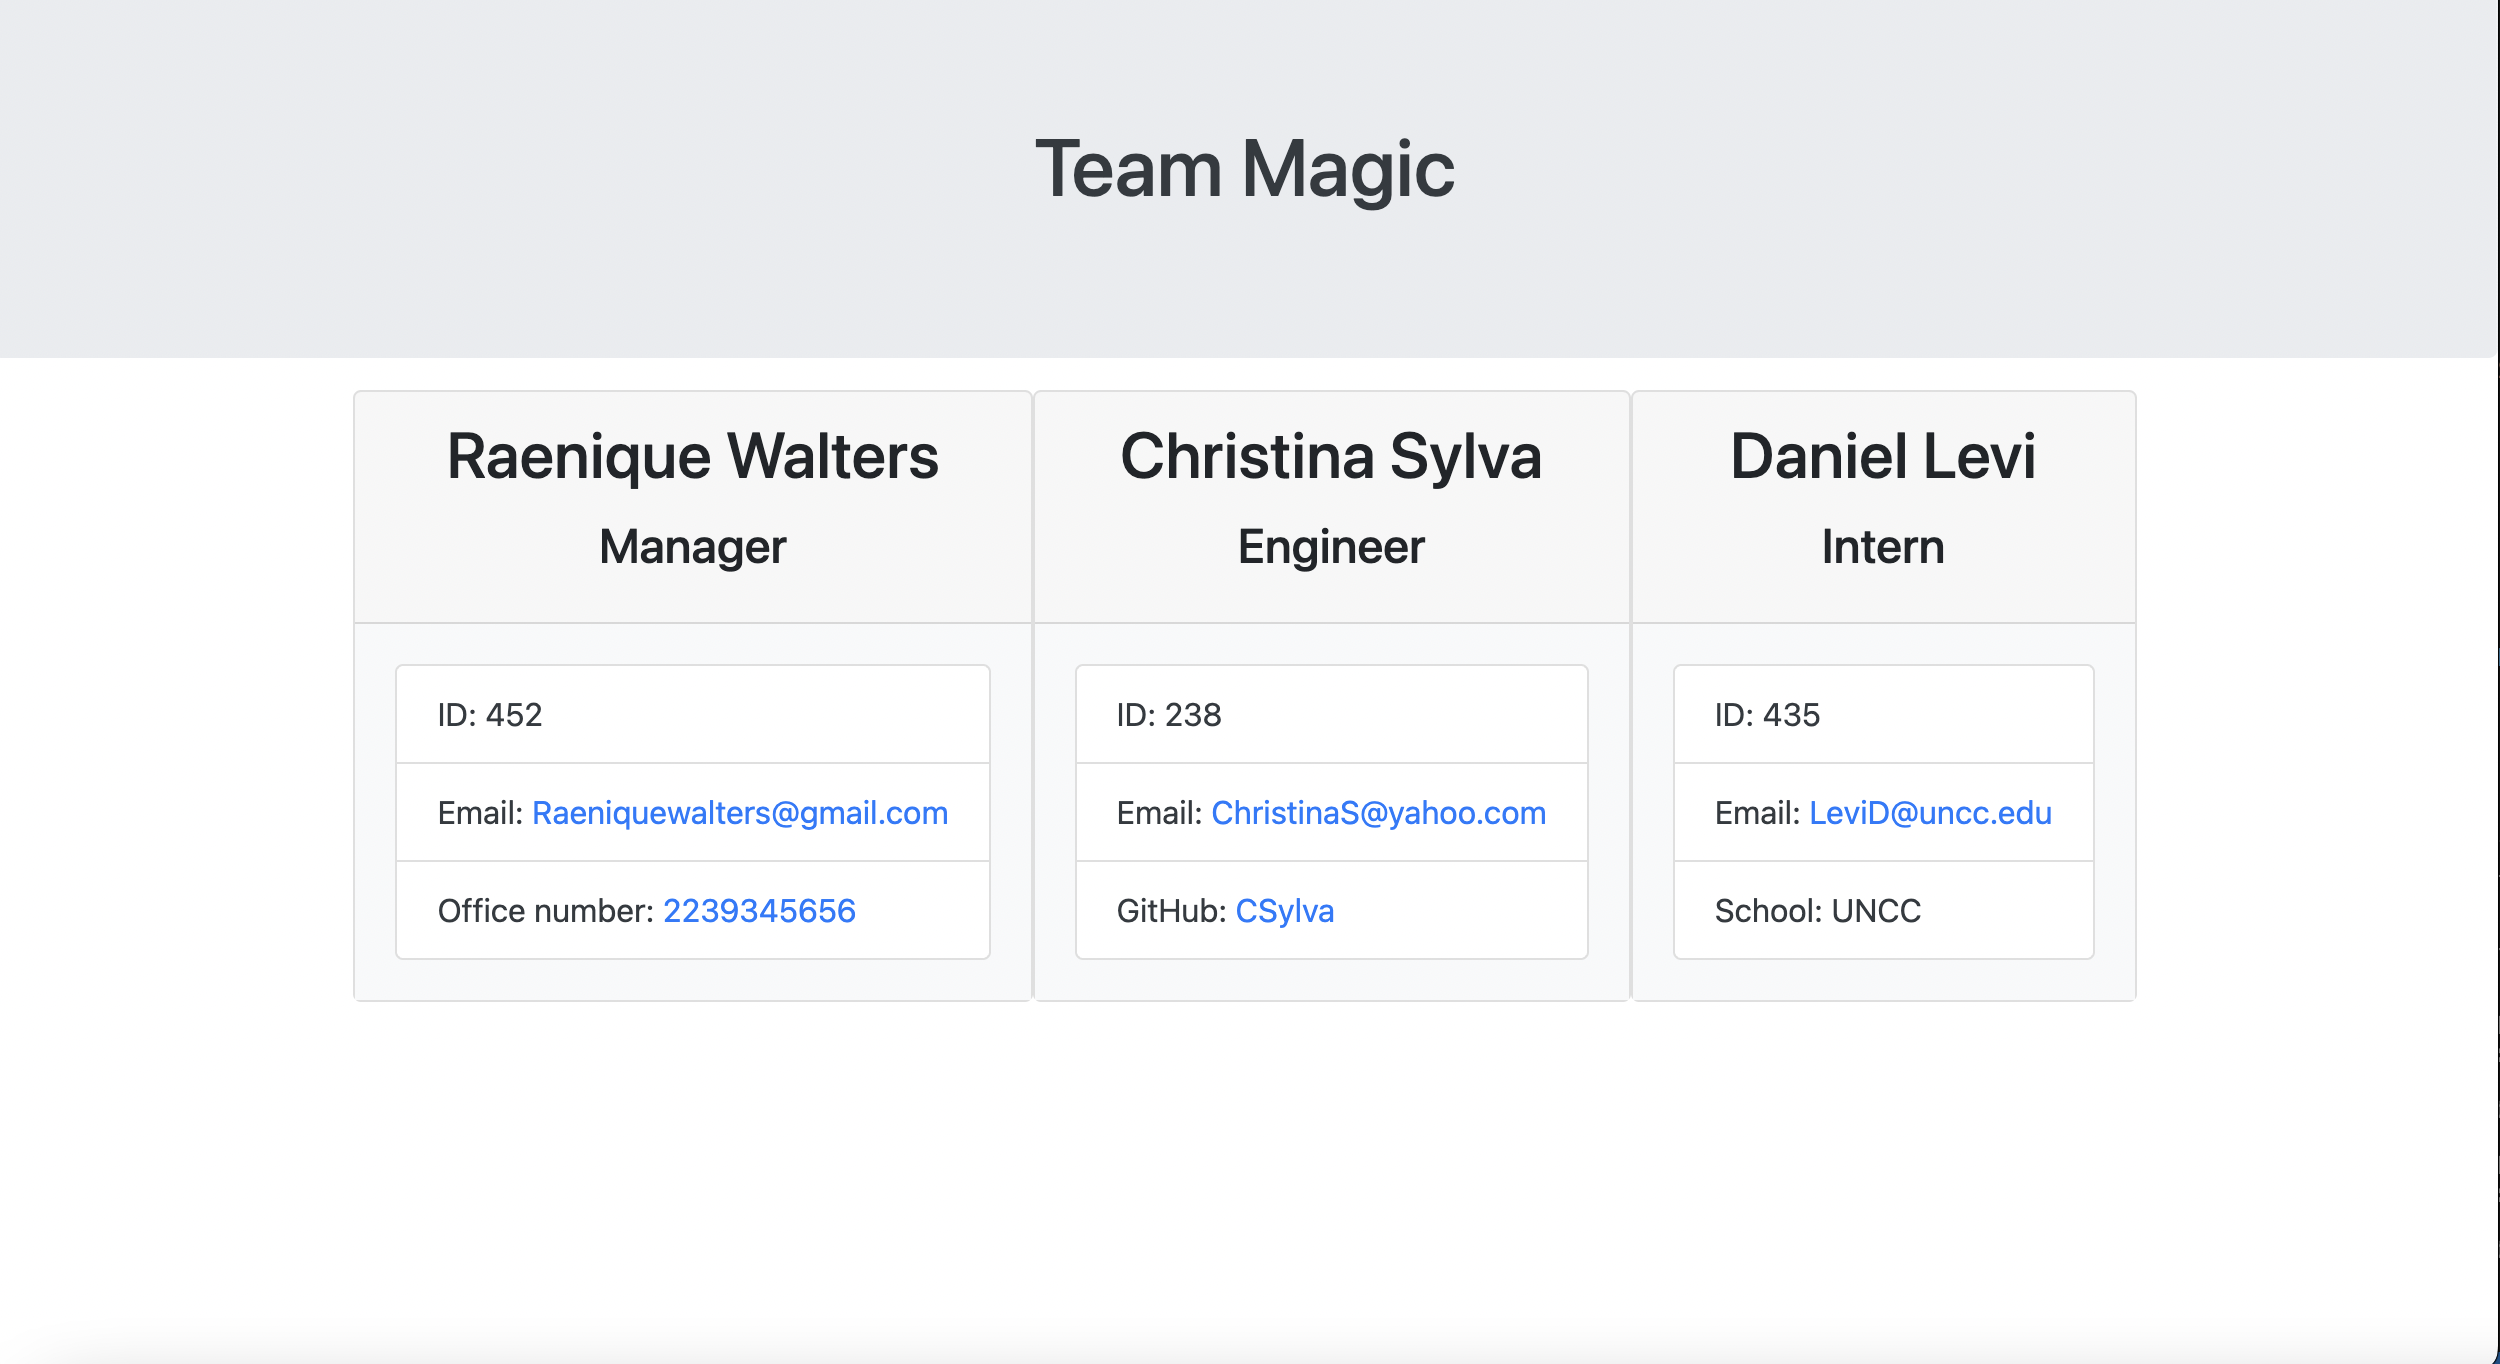 Team Magic
Raenique Walters
Manager
ID: 452
Email: Raeniquewalters@gmail.com
Office number: 2239345656
Christina Sylva
Engineer
ID: 238
Email: ChristinaS@yahoo.com
GitHub: CSylva
Daniel Levi
Intern
ID: 435
Email: LeviD@uncc.edu
School: UNCC